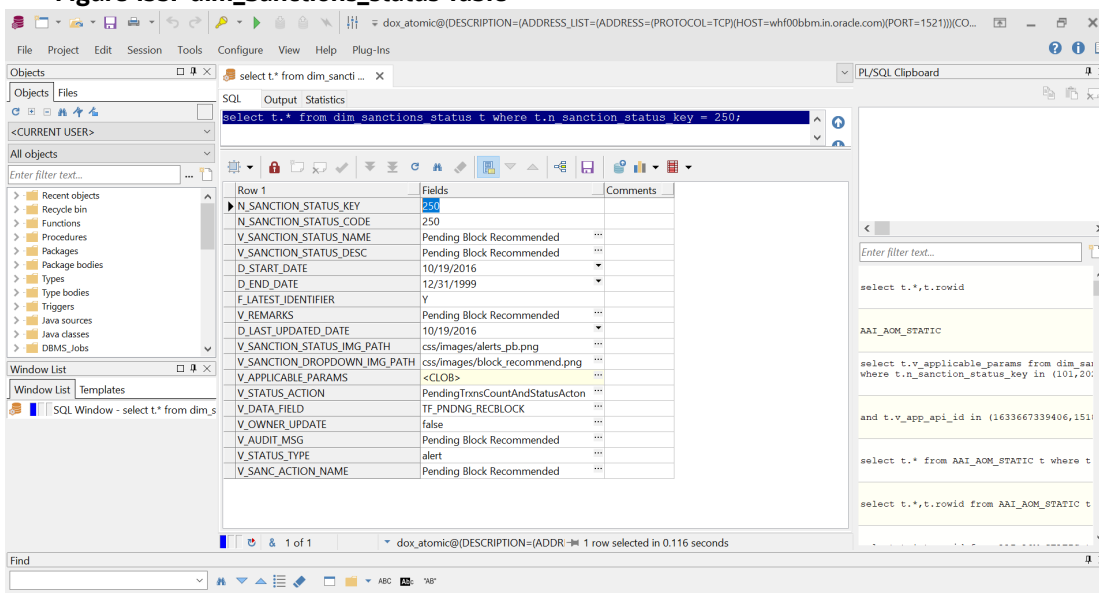 dox_atomic@(DESCRIPTION=(ADDRESS_LIST=(ADDRESS=(PROTOCOL=TCP)(HOST=whf00bbm.in.oracle.com)(PORT=1521)))(CO...
File Project Edit Session Tools Configure View Help Plug-Ins
Objects
Objects Files
<CURRENT USER>
All objects
Enter filter text...
Recent objects
Recycle bin
Functions
Procedures
Packages
Package bodies
Types
Type bodies
Triggers
Java sources
Java classes
DBMS_Jobs
Window List
Window List Templates
SQL Window - select t.* from dim_s
select t.* from dim_sancti ...
SQL Output Statistics
select t.* from dim_sanctions_status t where t.n_sanction_status_key = 250;
Row 1 Fields Comments
N_SANCTION_STATUS_KEY 250
N_SANCTION_STATUS_CODE 250
V_SANCTION_STATUS_NAME Pending Block Recommended
V_SANCTION_STATUS_DESC Pending Block Recommended
D_START_DATE 10/19/2016
D_END_DATE 12/31/1999
F_LATEST_IDENTIFIER Y
V_REMARKS Pending Block Recommended
D_LAST_UPDATED_DATE 10/19/2016
V_SANCTION_STATUS_IMG_PATH css/images/alerts_pb.png
V_SANCTION_DROPDOWN_IMG_PATH css/images/block_recommend.png
V_APPLICABLE_PARAMS <CLOB>
V_STATUS_ACTION PendingTrxnsCountAndStatusActon
V_DATA_FIELD TF_PNDNG_RECBLOCK
V_OWNER_UPDATE false
V_AUDIT_MSG Pending Block Recommended
V_STATUS_TYPE alert
V_SANC_ACTION_NAME Pending Block Recommended
& 1 of 1 dox_atomic@(DESCRIPTION=(ADDR 1 row selected in 0.116 seconds
PL/SQL Clipboard
Enter filter text...
select t.*,t.rowid
AAI_AOM_STATIC
select t.v_applicable_params from dim_sa
where t.n_sanction_status_key in (101,20
and t.v_app_api_id in (1633667339406,151
select t.* from AAI_AOM_STATIC t where t
select t.*,t.rowid from AAI_AOM_STATIC t
Find
ABC ABc "AB"